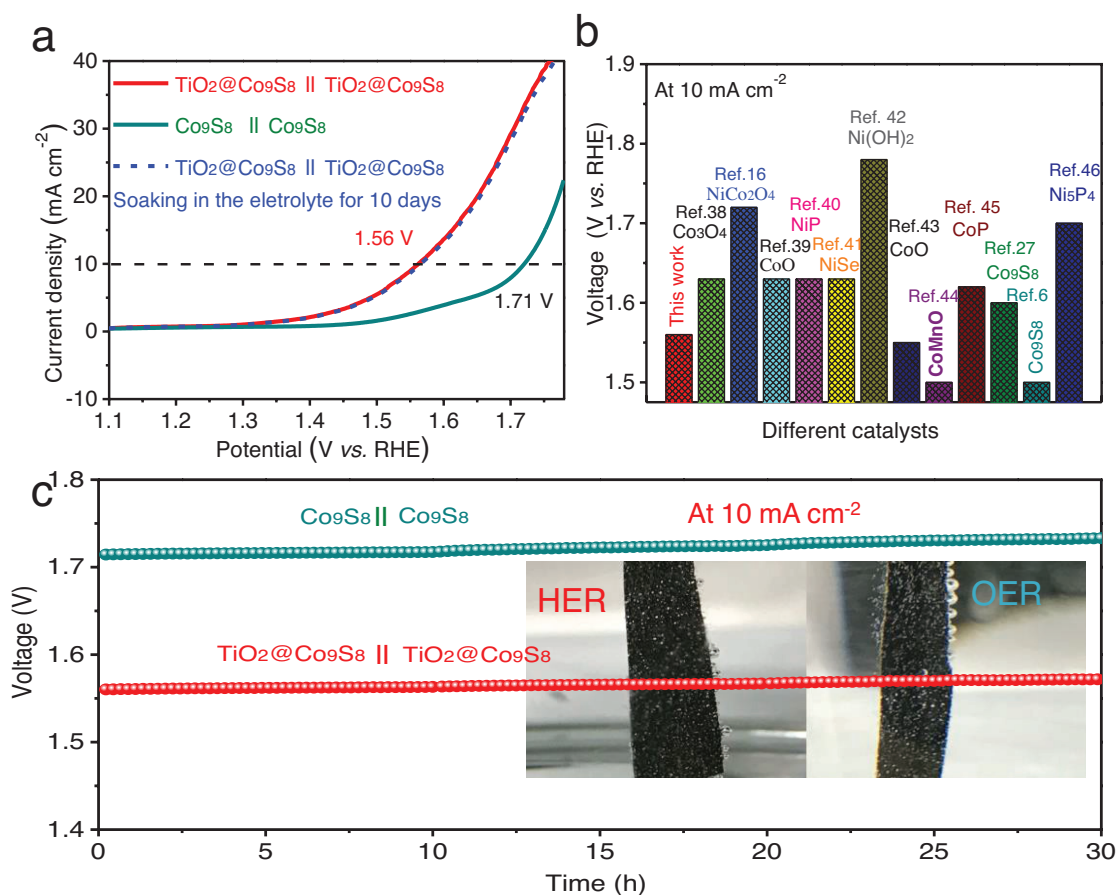 a
40
30
20
10
0
-10
Current density (mA cm⁻²)
TiO₂@Co₉S₈ || TiO₂@Co₉S₈
Co₉S₈ || Co₉S₈
TiO₂@Co₉S₈ || TiO₂@Co₉S₈
Soaking in the eletrolyte for 10 days
1.56 V
1.71 V
1.1 1.2 1.3 1.4 1.5 1.6 1.7
Potential (V vs. RHE)
b
1.9
1.8
1.7
1.6
1.5
Voltage (V vs. RHE)
At 10 mA cm⁻²
This work
Ref.38
Co₃O₄
Ref.16
NiCo₂O₄
Ref.39
CoO
Ref.40
NiP
Ref.41
NiSe
Ref. 42
Ni(OH)₂
Ref.43
CoO
Ref.44
CoMnO
Ref. 45
CoP
Ref.27
Co₉S₈
Ref.6
Co9S8
Ref.46
Ni₅P₄
Different catalysts
c
1.8
1.7
1.6
1.5
1.4
Voltage (V)
Co₉S₈ || Co₉S₈
At 10 mA cm⁻²
HER
OER
TiO₂@Co₉S₈ || TiO₂@Co₉S₈
0 5 10 15 20 25 30
Time (h)